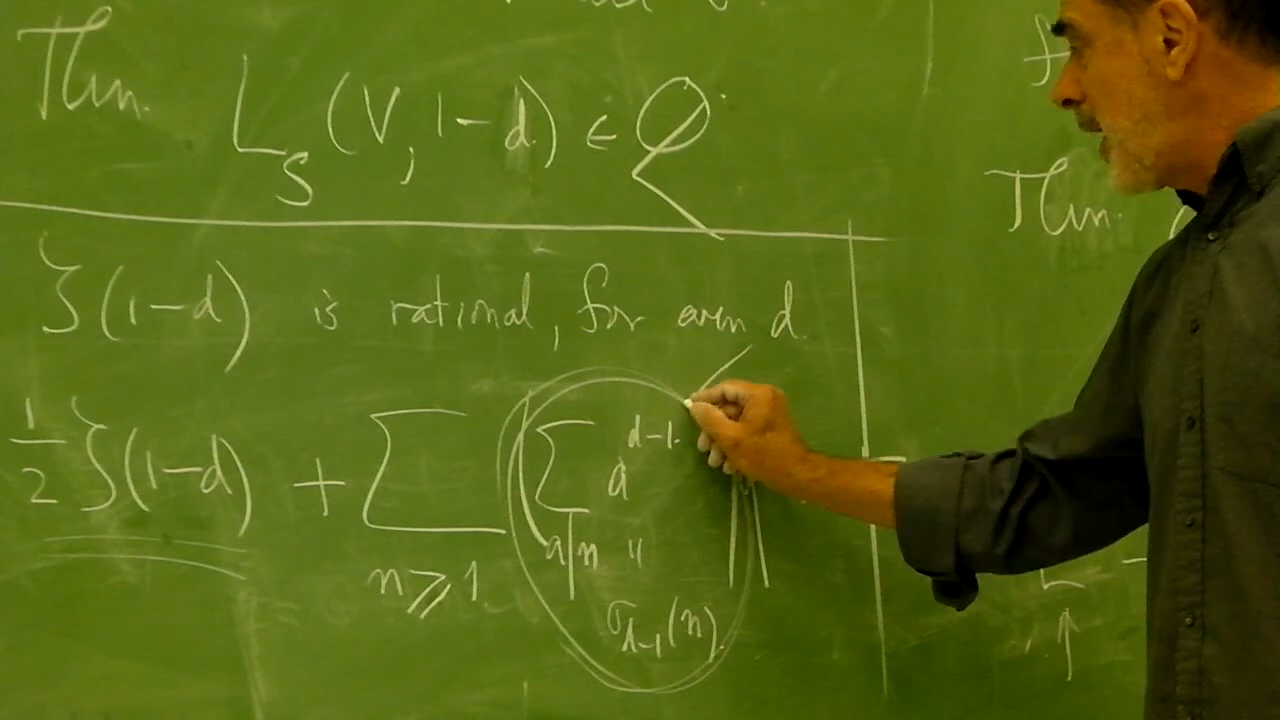 Thm. L_S (V, 1-d) ∈ Q
ζ(1-d) is rational, for even d.
1/2 ζ(1-d) + Σ_{n≥1} (Σ_{a|n} a^{d-1}
"
σ_{d-1}(n)
Thm.